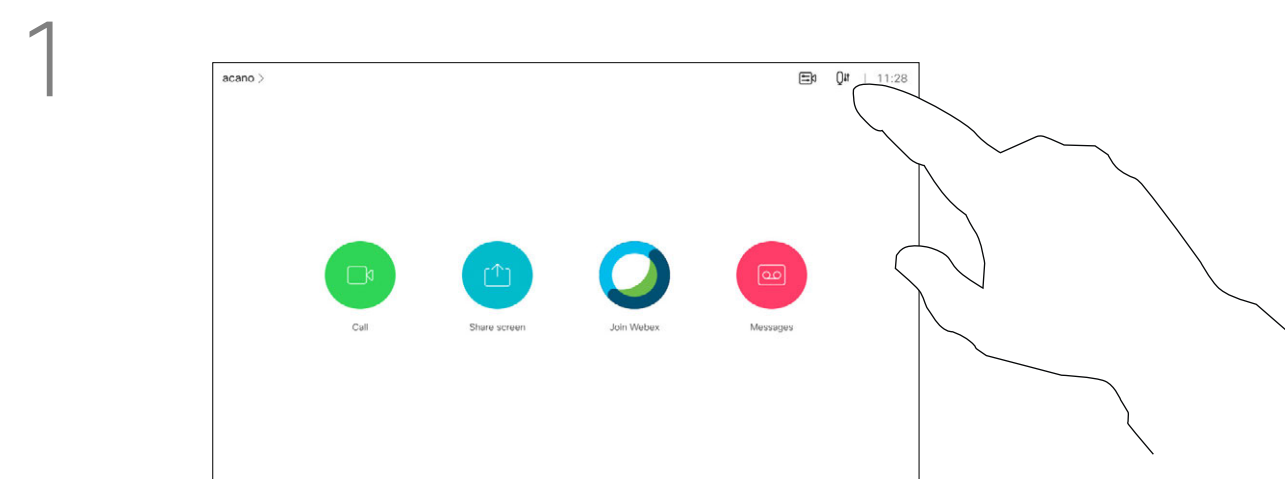 1
acano >
| 11:28
Call
Share screen
Join Webex
Messages